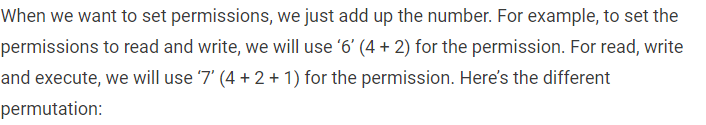 When we want to set permissions, we just add up the number. For example, to set the
permissions to read and write, we will use ‘6’ (4 + 2) for the permission. For read, write
and execute, we will use ‘7’ (4 + 2 + 1) for the permission. Here’s the different
permutation: